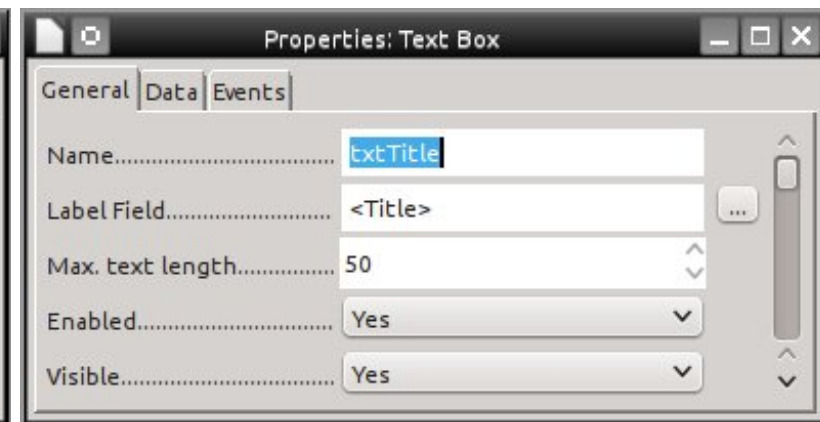 Properties: Text Box
General Data Events
Name.................................. txtTitle
Label Field........................... <Title>
Max. text length................ 50
Enabled................................ Yes
Visible.................................. Yes
...